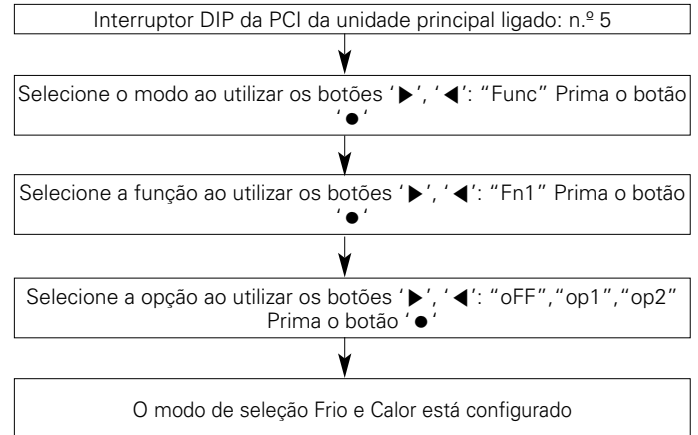 Interruptor DIP da PCI da unidade principal ligado: n.º 5
Selecione o modo ao utilizar os botões ‘▶’, ‘◀’: “Func” Prima o botão
‘ ● ‘
Selecione a função ao utilizar os botões ‘▶’, ‘◀’: “Fn1” Prima o botão
‘ ● ‘
Selecione a opção ao utilizar os botões ‘▶’, ‘◀’: “oFF”,“op1”,“op2”
Prima o botão ‘ ● ‘
O modo de seleção Frio e Calor está configurado